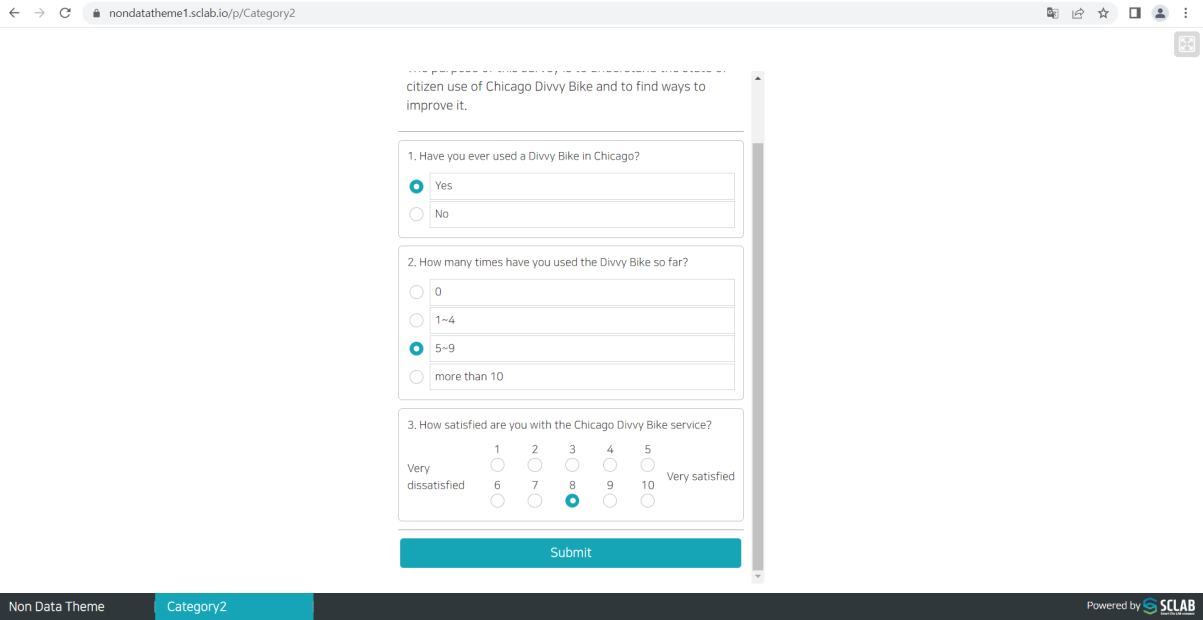 nondatatheme1.sclab.io/p/Category2
citizen use of Chicago Divvy Bike and to find ways to
improve it.
1. Have you ever used a Divvy Bike in Chicago?
Yes
No
2. How many times have you used the Divvy Bike so far?
0
1~4
5~9
more than 10
3. How satisfied are you with the Chicago Divvy Bike service?
1 2 3 4 5
Very
dissatisfied
Very satisfied
6 7 8 9 10
Submit
Non Data Theme
Category2
Powered by SCLAB